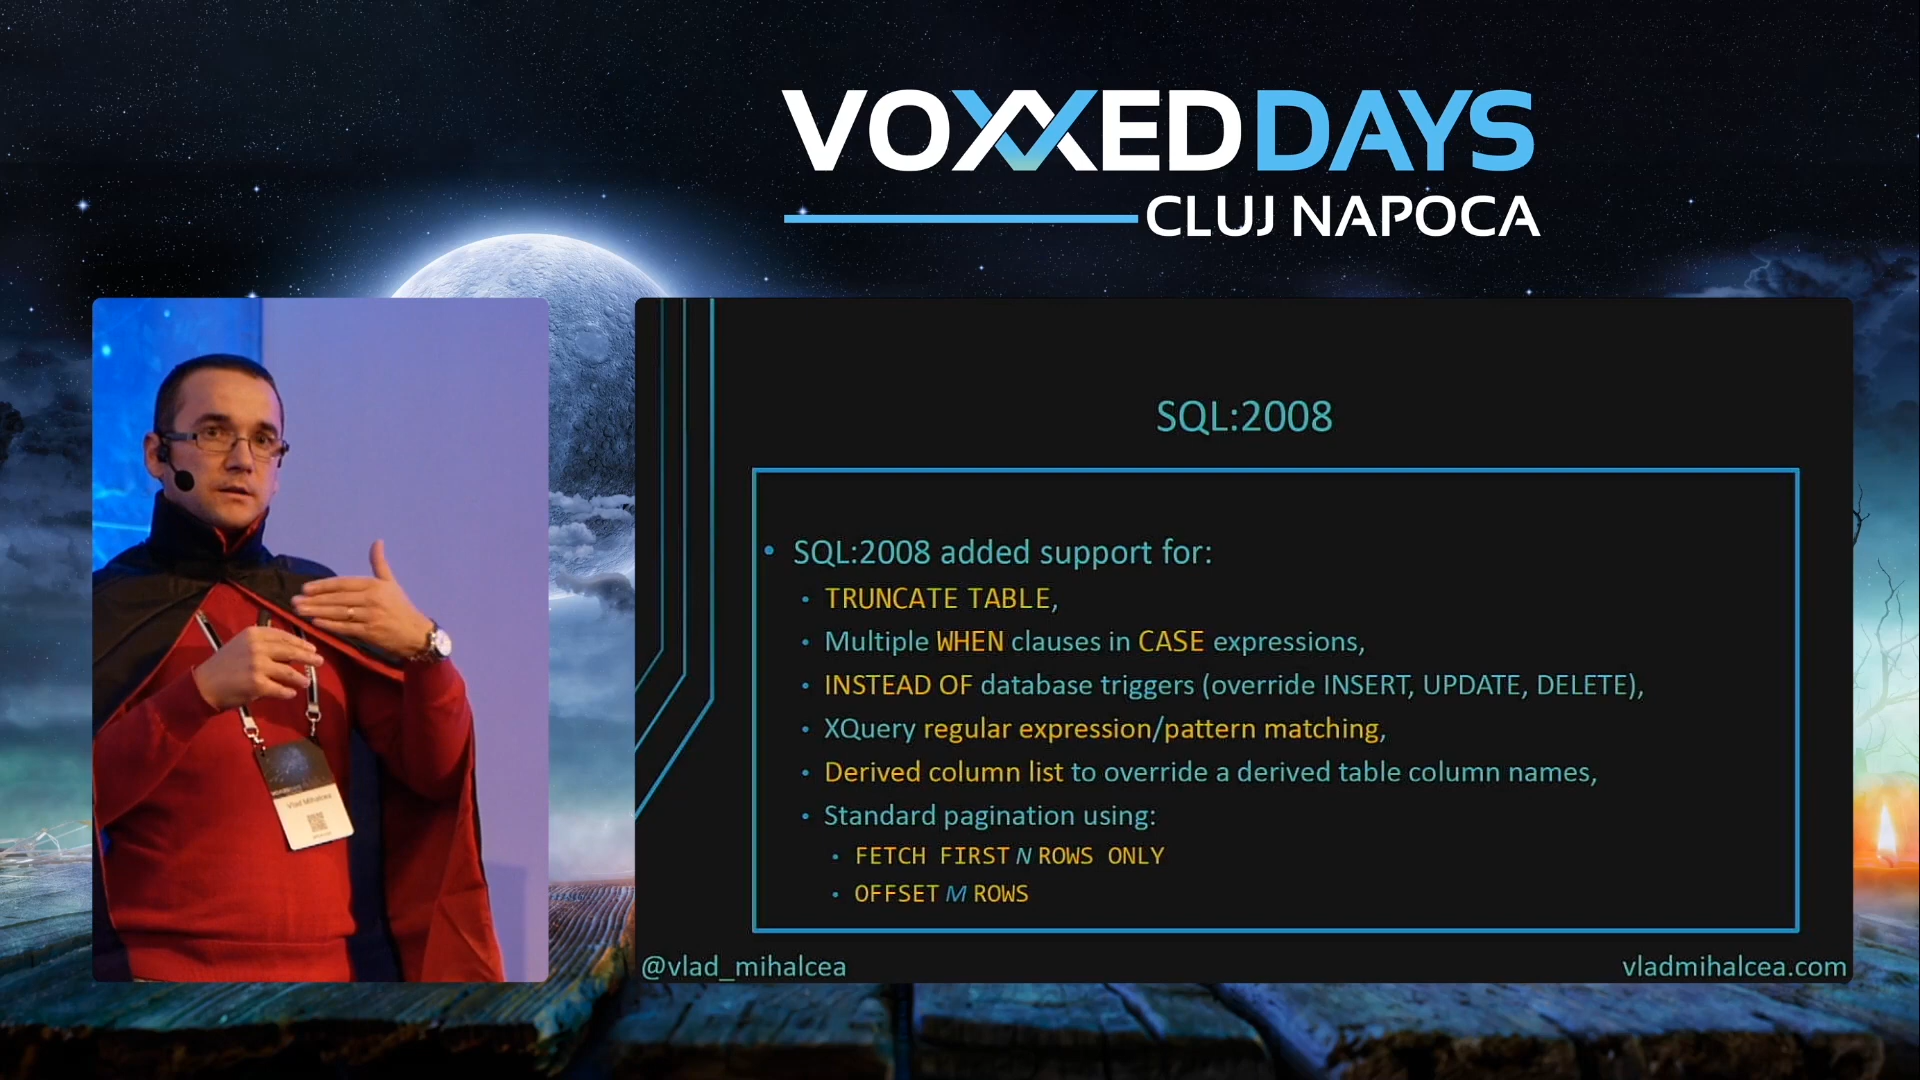 VOXXED DAYS
CLUJ NAPOCA
SQL:2008
• SQL:2008 added support for:
• TRUNCATE TABLE,
• Multiple WHEN clauses in CASE expressions,
• INSTEAD OF database triggers (override INSERT, UPDATE, DELETE),
• XQuery regular expression/pattern matching,
• Derived column list to override a derived table column names,
• Standard pagination using:
• FETCH FIRST N ROWS ONLY
• OFFSET M ROWS
@vlad_mihalcea
vladmihalcea.com
Vlad Mihalcea